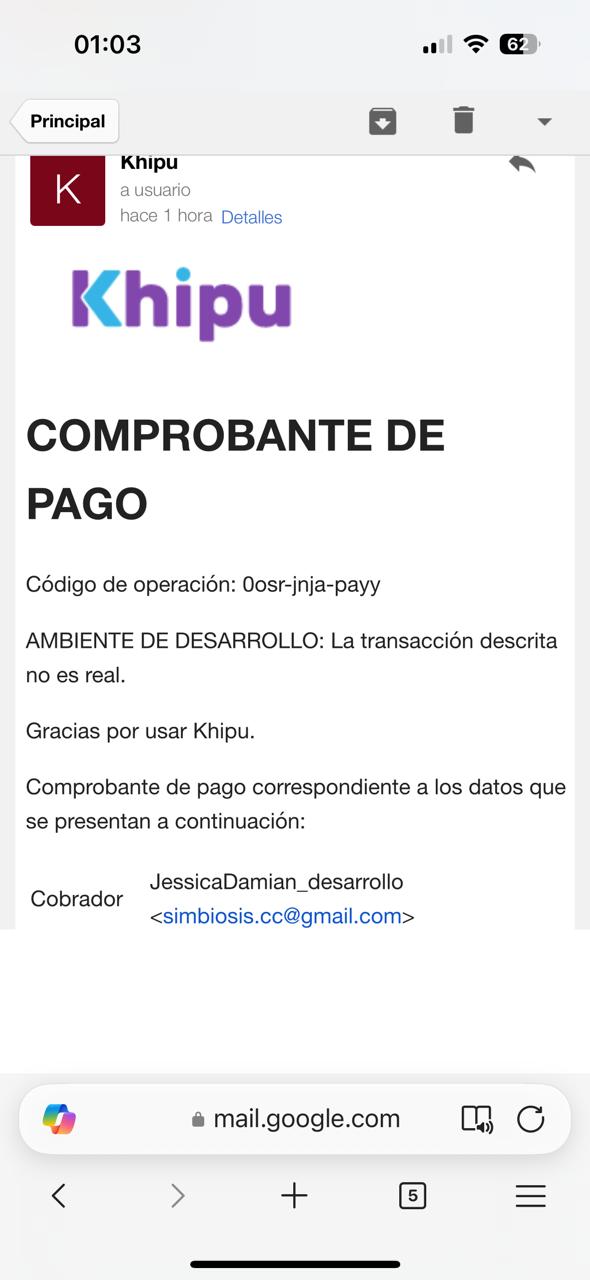 01:03
62
Principal
K
Khipu
a usuario
hace 1 hora Detalles
Khipu
COMPROBANTE DE
PAGO
Código de operación: 0osr-jnja-payy
AMBIENTE DE DESARROLLO: La transacción descrita
no es real.
Gracias por usar Khipu.
Comprobante de pago correspondiente a los datos que
se presentan a continuación:
Cobrador
JessicaDamian_desarrollo
<simbiosis.cc@gmail.com>
mail.google.com
5